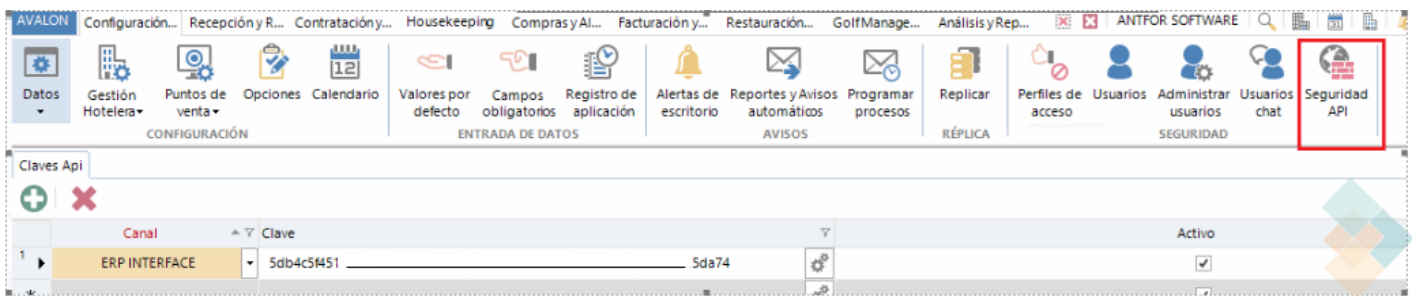 AVALON Configuración... Recepción y R... Contratación y... Housekeeping Compras y Al... Facturación y... Restauración... Golf Manage... Análisis y Rep... ANTFOR SOFTWARE
Datos Gestión Hotelera Puntos de venta Opciones Calendario Valores por defecto Campos obligatorios Registro de aplicación Alertas de escritorio Reportes y Avisos automáticos Programar procesos Replicar Perfiles de acceso Usuarios Administrar usuarios Usuarios chat Seguridad API
CONFIGURACIÓN ENTRADA DE DATOS AVISOS RÉPLICA SEGURIDAD
Claves Api
Canal Clave Activo
1 ERP INTERFACE 5db4c5f451 5da74
*